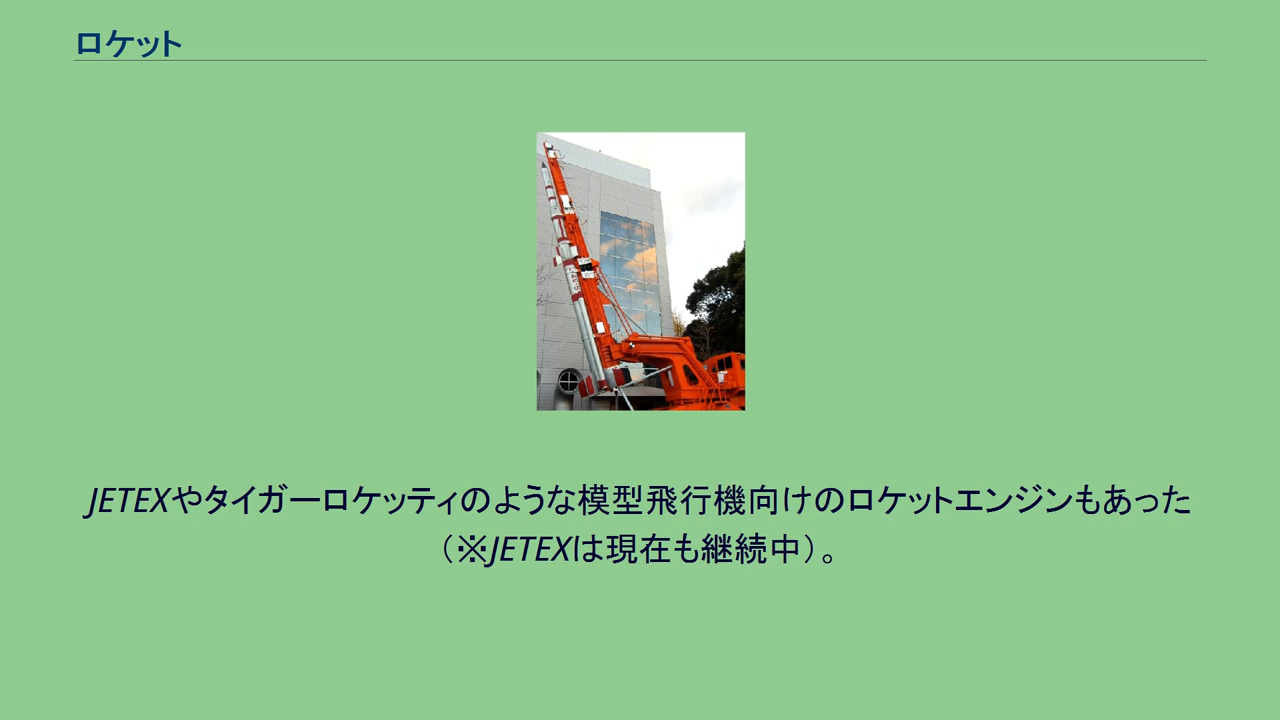 ロケット
JETEXやタイガーロケッティのような模型飛行機向けのロケットエンジンもあった
（※JETEXは現在も継続中）。